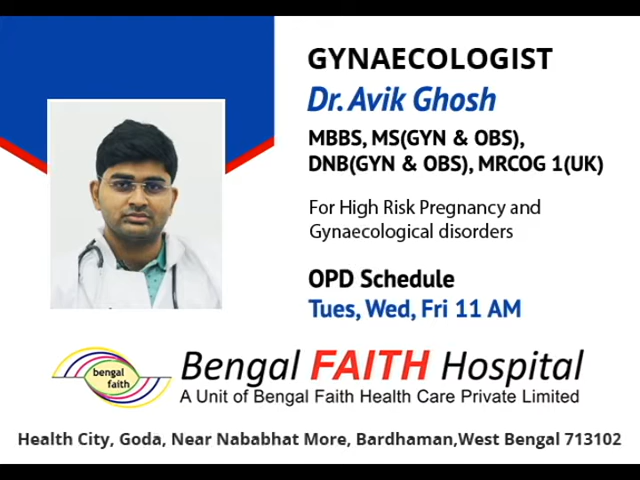 GYNAECOLOGIST
Dr. Avik Ghosh
MBBS, MS(GYN & OBS),
DNB(GYN & OBS), MRCOG 1(UK)
For High Risk Pregnancy and
Gynaecological disorders
OPD Schedule
Tues, Wed, Fri 11 AM
bengal
faith
Bengal FAITH Hospital
A Unit of Bengal Faith Health Care Private Limited
Health City, Goda, Near Nababhat More, Bardhaman,West Bengal 713102